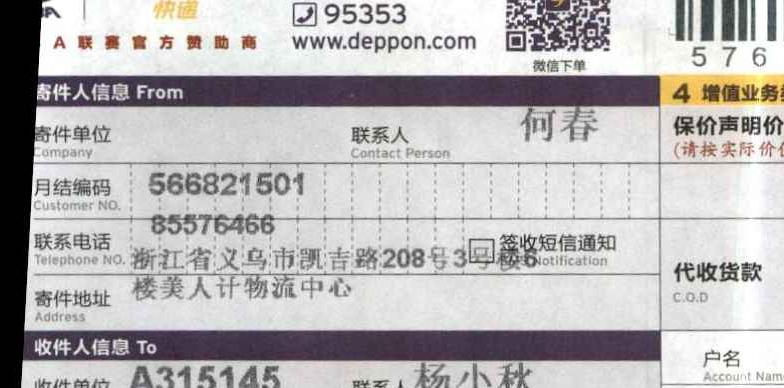 快递
95353
A联赛官方赞助商
www.deppon.com
微信下单
576
寄件人信息 From
4 增值业务
寄件单位
Company
联系人
Contact Person
何春
保价声明价
(请按实际价
月结编码
Customer NO.
566821501
85576466
联系电话
Telephone NO.
签收短信通知
Notification
浙江省义乌市凯吉路208号3号楼6
楼美人计物流中心
寄件地址
Address
代收货款
C.O.D
收件人信息 To
户名
Account Nam
收件单位 A315145
联系人 杨小秋